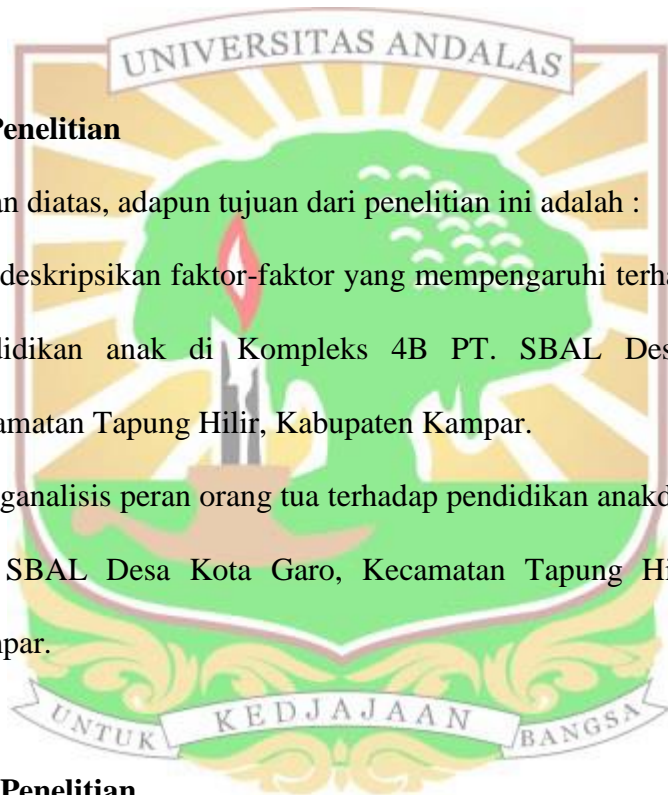 UNIVERSITAS ANDALAS
Penelitian
an diatas, adapun tujuan dari penelitian ini adalah :
deskripsikan faktor-faktor yang mempengaruhi terha
didikan anak di Kompleks 4B PT. SBAL Des
amatan Tapung Hilir, Kabupaten Kampar.
ganalisis peran orang tua terhadap pendidikan anakd
SBAL Desa Kota Garo, Kecamatan Tapung Hi
par.
UNTUK KEDJAJAAN BANGSA
Penelitian